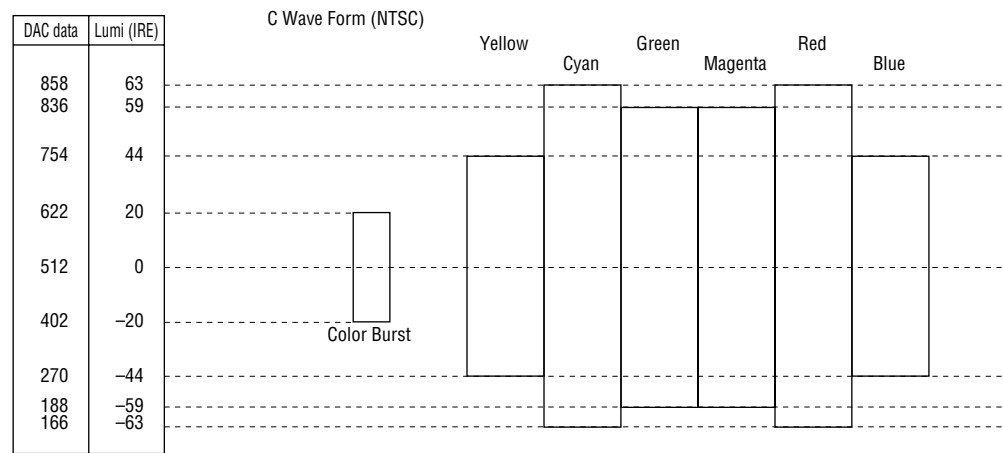 C Wave Form (NTSC)
DAC data Lumi (IRE)
Yellow Green Red
Cyan Magenta Blue
858 63
836 59
754 44
622 20
512 0
402 –20
Color Burst
270 –44
188 –59
166 –63